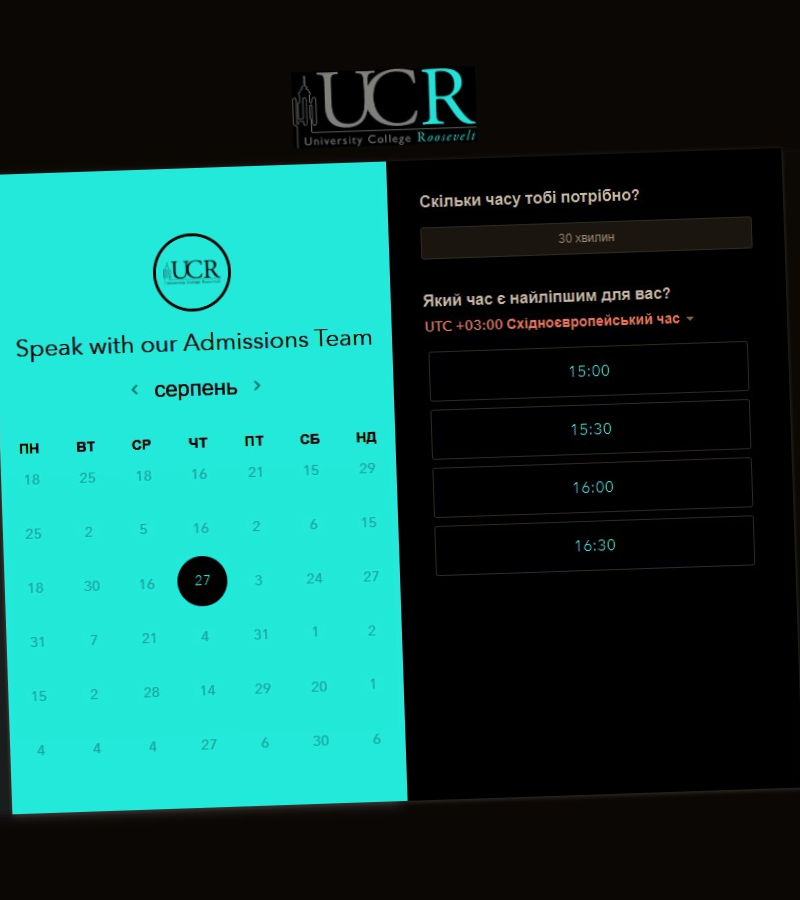 UCR
University College Roosevelt
UCR
University College Roosevelt
Speak with our Admissions Team
серпень
ПН ВТ СР ЧТ ПТ СБ НД
18 25 18 16 21 15 29
25 2 5 16 2 6 15
18 30 16 27 3 24 27
31 7 21 4 31 1 2
15 2 28 14 29 20 1
4 4 4 27 6 30 6
Скільки часу тобі потрібно?
30 хвилин
Який час є найліпшим для вас?
UTC +03:00 Східноєвропейський час
15:00
15:30
16:00
16:30